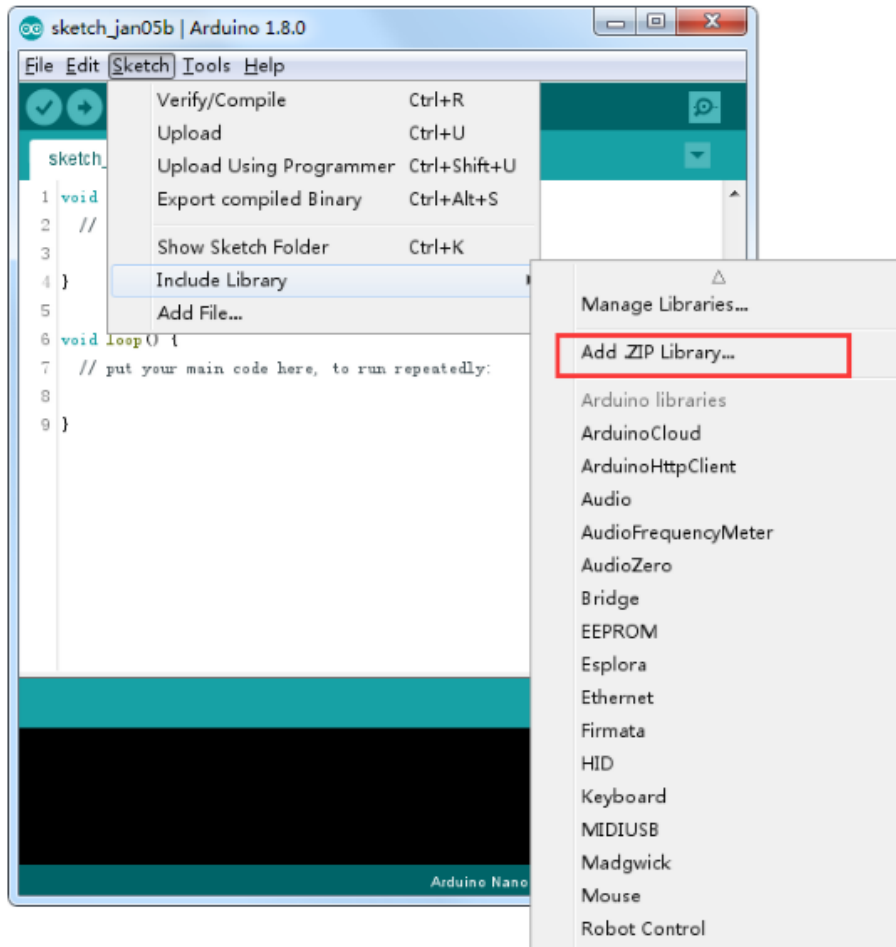 sketch_jan05b | Arduino 1.8.0
File Edit Sketch Tools Help
Verify/Compile Ctrl+R
Upload Ctrl+U
Upload Using Programmer Ctrl+Shift+U
Export compiled Binary Ctrl+Alt+S
Show Sketch Folder Ctrl+K
Include Library
Add File...
sketch_
1 void
2 //
3
4 }
5
6 void loop() {
7 // put your main code here, to run repeatedly:
8
9 }
Arduino Nano
Manage Libraries...
Add .ZIP Library...
Arduino libraries
ArduinoCloud
ArduinoHttpClient
Audio
AudioFrequencyMeter
AudioZero
Bridge
EEPROM
Esplora
Ethernet
Firmata
HID
Keyboard
MIDIUSB
Madgwick
Mouse
Robot Control